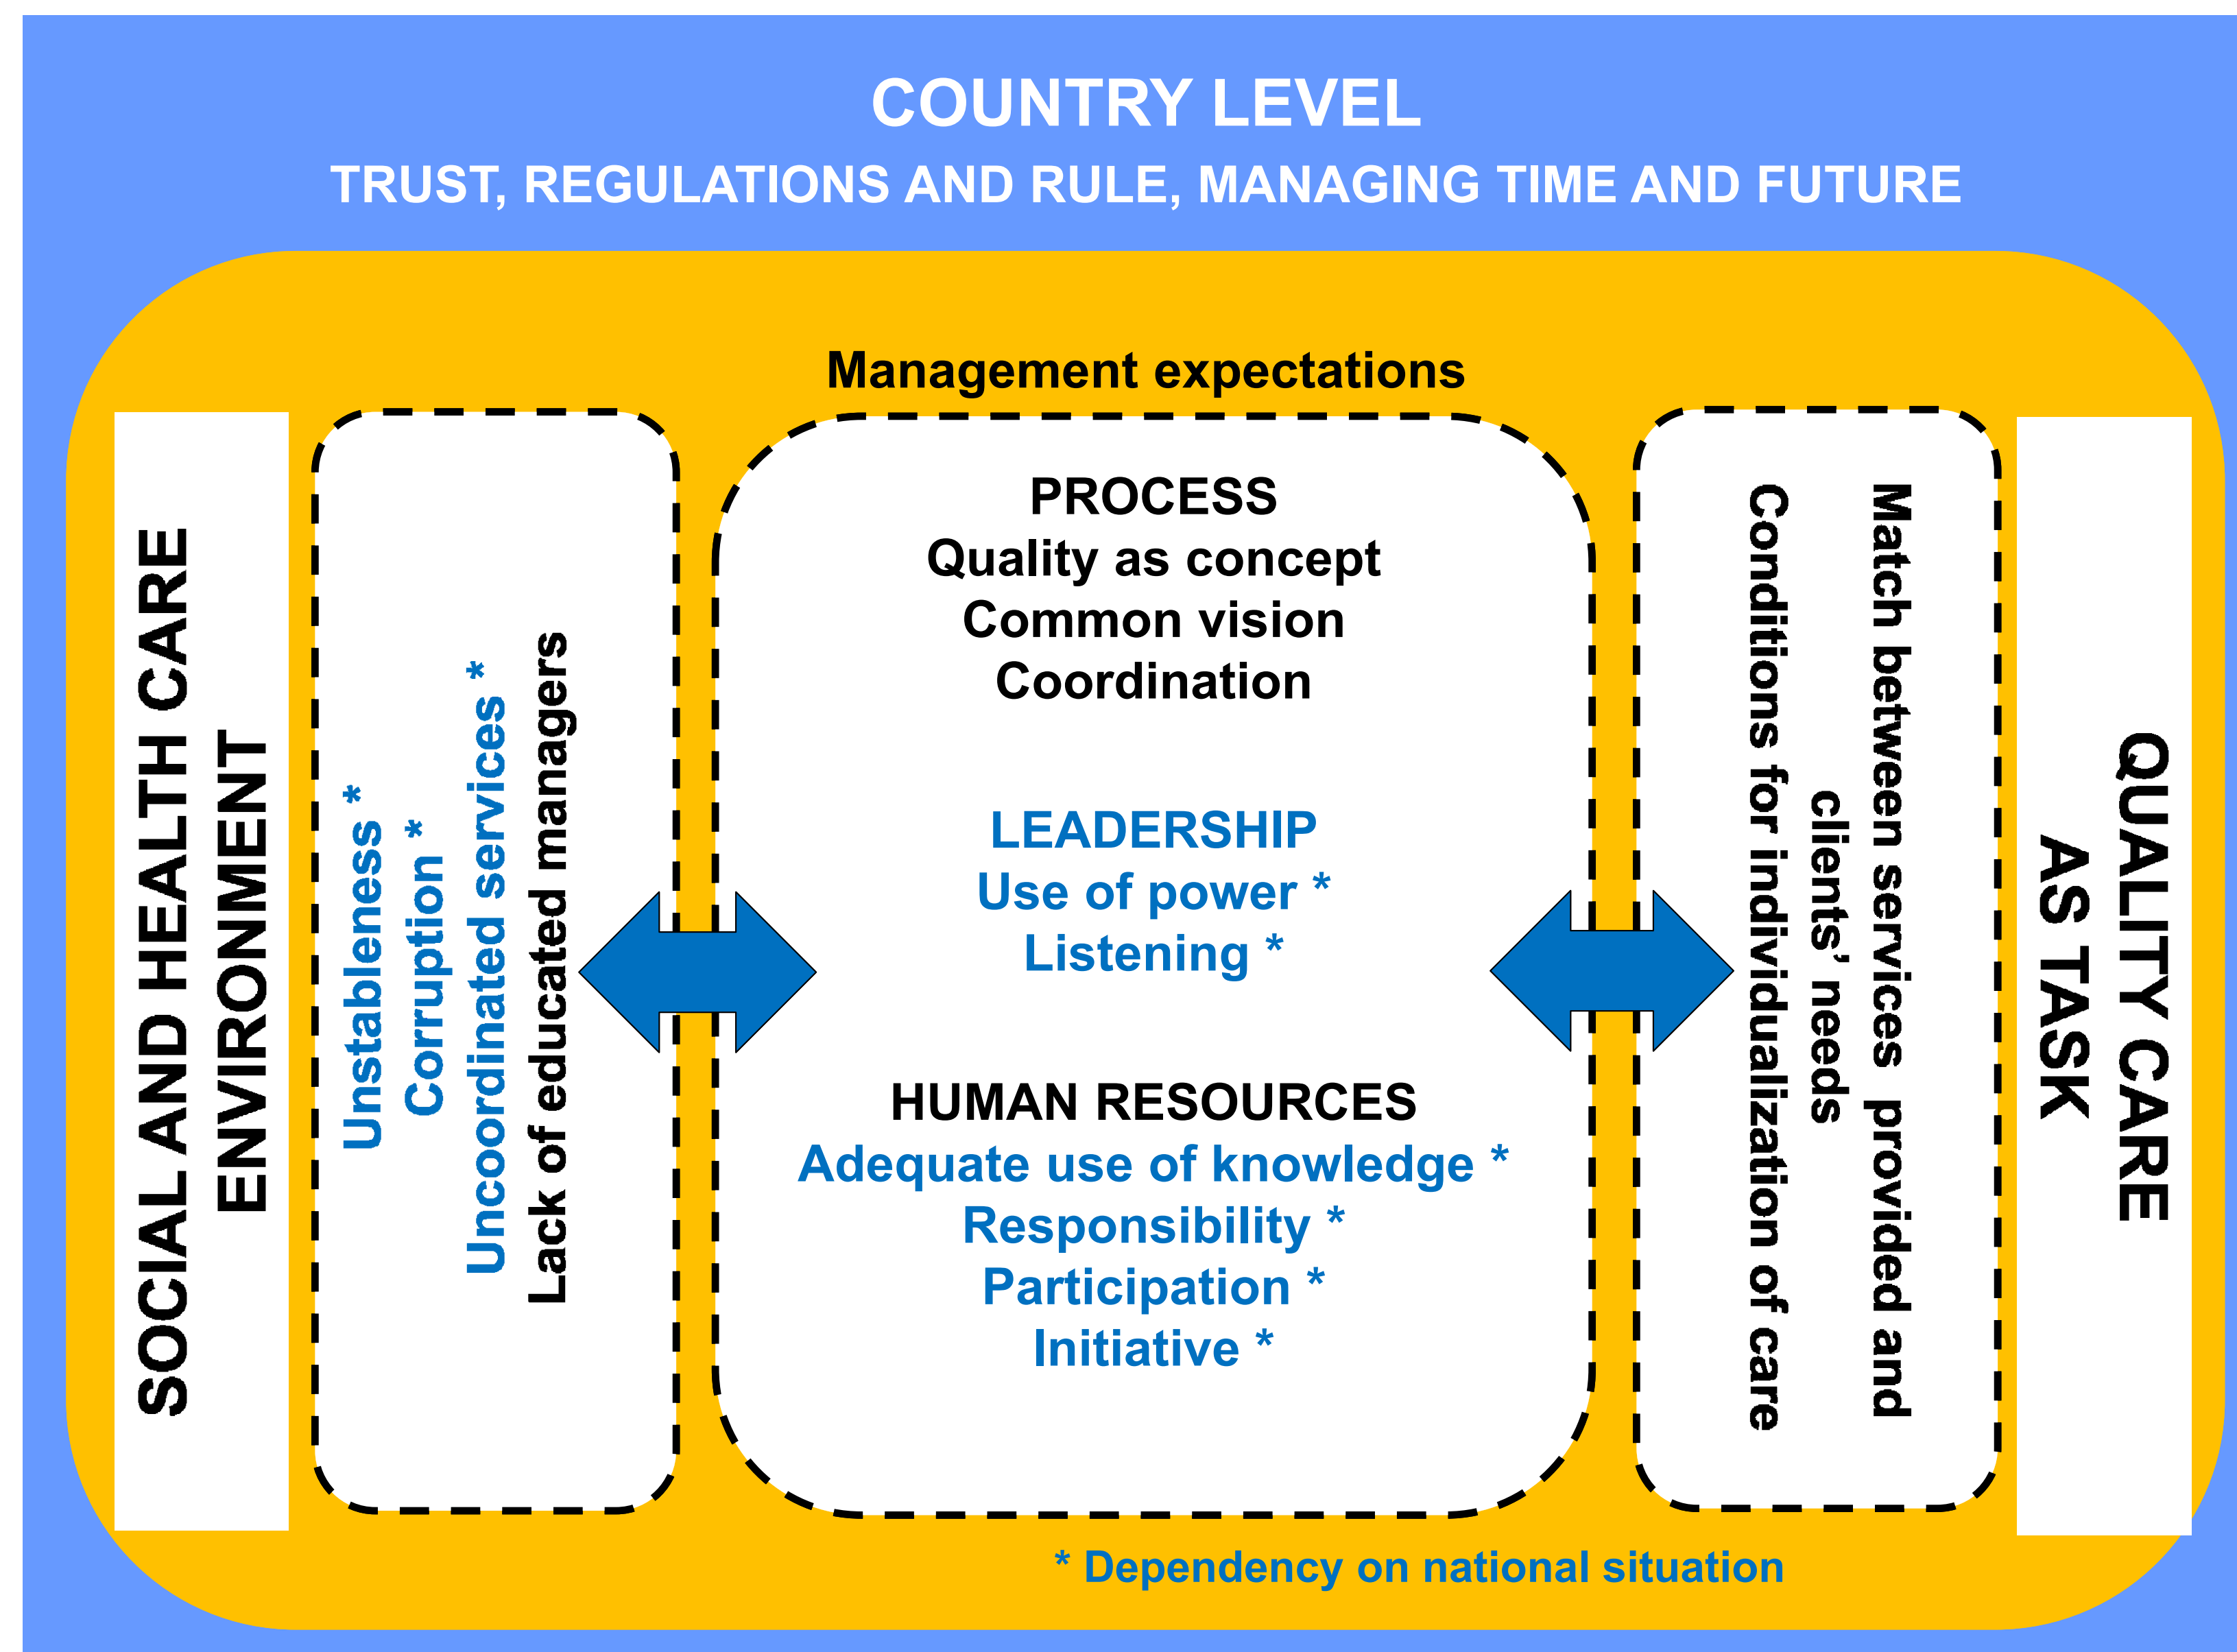 COUNTRY LEVEL
TRUST, REGULATIONS AND RULE, MANAGING TIME AND FUTURE
Management expectations
SOCIAL AND HEALTH CARE
ENVIRONMENT
Unstableness *
Corruption *
Uncoordinated services *
Lack of educated managers
PROCESS
Quality as concept
Common vision
Coordination
LEADERSHIP
Use of power *
Listening *
HUMAN RESOURCES
Adequate use of knowledge *
Responsibility *
Participation *
Initiative *
Match between services provided and
clients’ needs
Conditions for individualization of care
QUALITY CARE
AS TASK
* Dependency on national situation